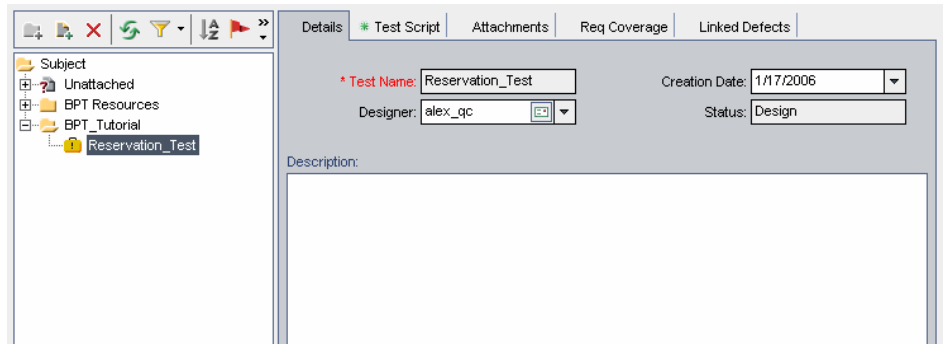 Details * Test Script Attachments Req Coverage Linked Defects
Subject
Unattached
BPT Resources
BPT_Tutorial
Reservation_Test
* Test Name: Reservation_Test Creation Date: 1/17/2006
Designer: alex_qc Status: Design
Description: